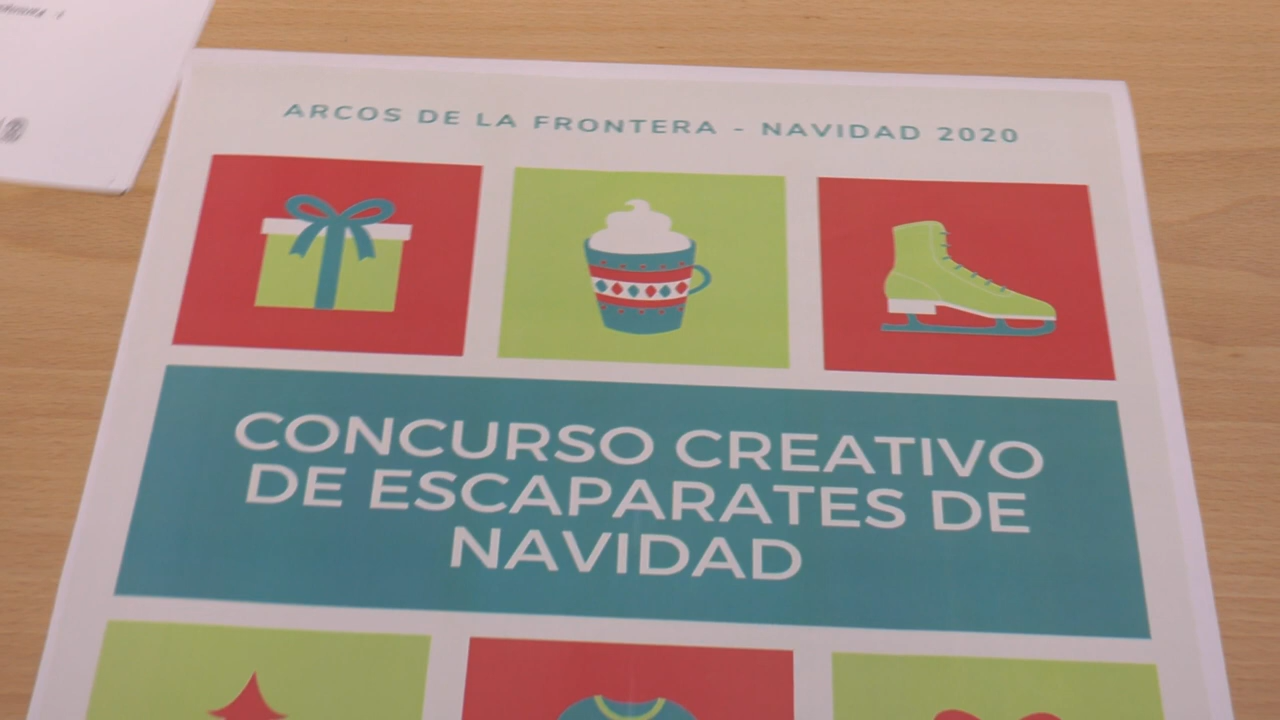 ARCOS DE LA FRONTERA - NAVIDAD 2020
CONCURSO CREATIVO
DE ESCAPARATES DE
NAVIDAD